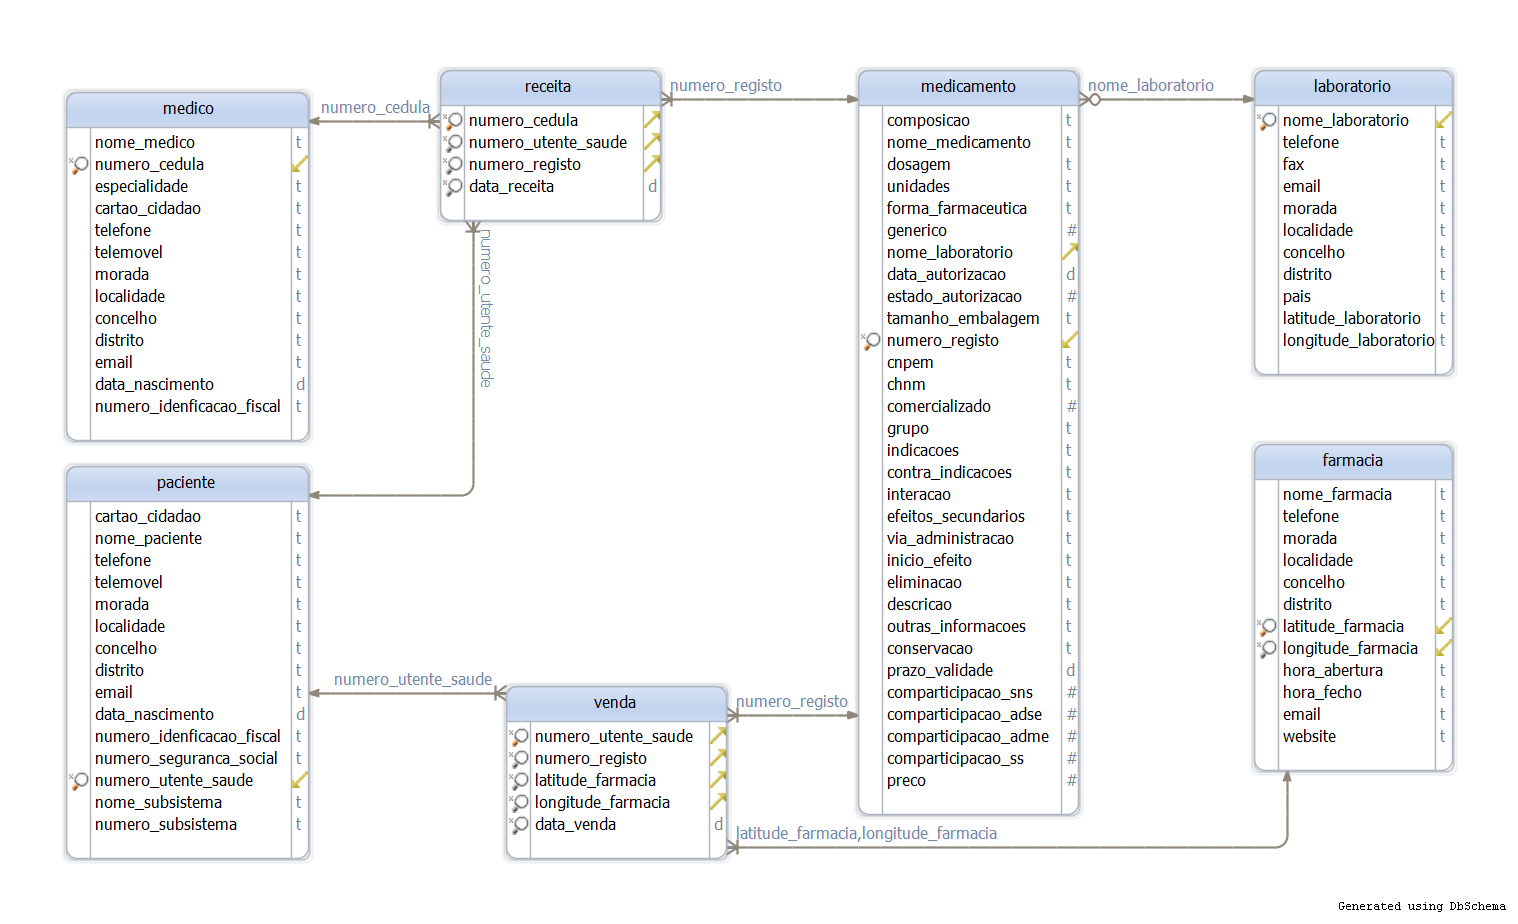 medico
nome_medico t
numero_cedula
especialidade t
cartao_cidadao t
telefone t
telemovel t
morada t
localidade t
concelho t
distrito t
email t
data_nascimento d
numero_idenficacao_fiscal t
numero_cedula
receita
numero_cedula
numero_utente_saude
numero_registo
data_receita d
numero_utente_saude
numero_registo
medicamento
composicao t
nome_medicamento t
dosagem t
unidades t
forma_farmaceutica t
generico #
nome_laboratorio
data_autorizacao d
estado_autorizacao #
tamanho_embalagem t
numero_registo
cnpem t
chnm t
comercializado #
grupo t
indicacoes t
contra_indicacoes t
interacao t
efeitos_secundarios t
via_administracao t
inicio_efeito t
eliminacao t
descricao t
outras_informacoes t
conservacao t
prazo_validade d
comparticipacao_sns #
comparticipacao_adse #
comparticipacao_adme #
comparticipacao_ss #
preco #
nome_laboratorio
laboratorio
nome_laboratorio
telefone t
fax t
email t
morada t
localidade t
concelho t
distrito t
pais t
latitude_laboratorio t
longitude_laboratorio t
paciente
cartao_cidadao t
nome_paciente t
telefone t
telemovel t
morada t
localidade t
concelho t
distrito t
email t
data_nascimento d
numero_idenficacao_fiscal t
numero_seguranca_social t
numero_utente_saude
nome_subsistema t
numero_subsistema t
numero_utente_saude
venda
numero_utente_saude
numero_registo
latitude_farmacia
longitude_farmacia
data_venda d
numero_registo
latitude_farmacia,longitude_farmacia
farmacia
nome_farmacia t
telefone t
morada t
localidade t
concelho t
distrito t
latitude_farmacia
longitude_farmacia
hora_abertura t
hora_fecho t
email t
website t
Generated using DbSchema